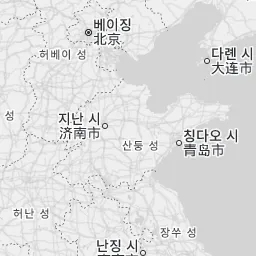 베이징
北京
허베이 성
다롄 시
大连市
성
지난 시
济南市
산둥 성
칭다오 시
青岛市
허난 성
장쑤 성
난징 시